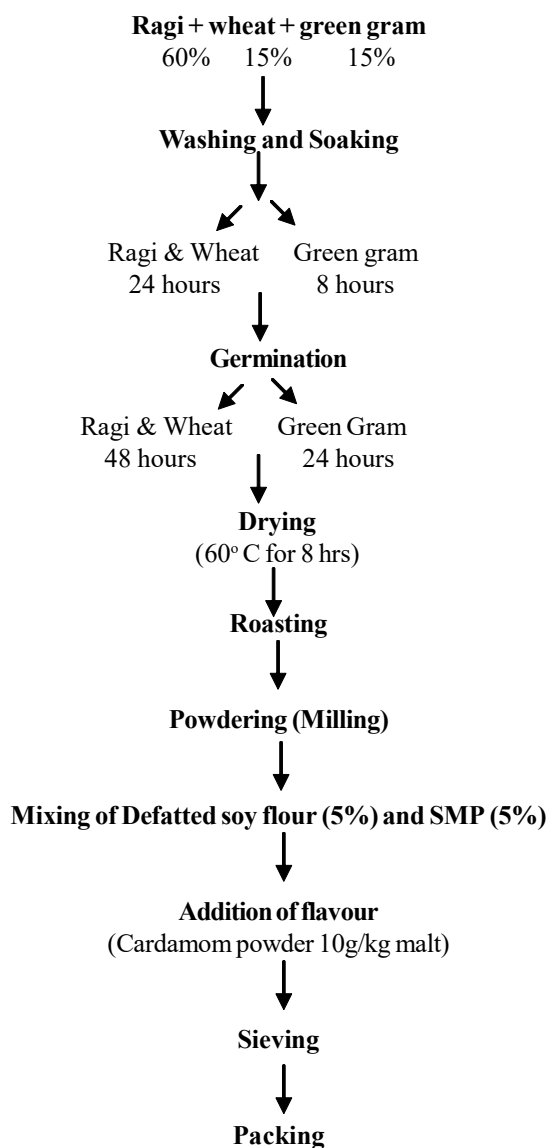 Ragi + wheat + green gram
60% 15% 15%
Washing and Soaking
Ragi & Wheat Green gram
24 hours 8 hours
Germination
Ragi & Wheat Green Gram
48 hours 24 hours
Drying
(60° C for 8 hrs)
Roasting
Powdering (Milling)
Mixing of Defatted soy flour (5%) and SMP (5%)
Addition of flavour
(Cardamom powder 10g/kg malt)
Sieving
Packing